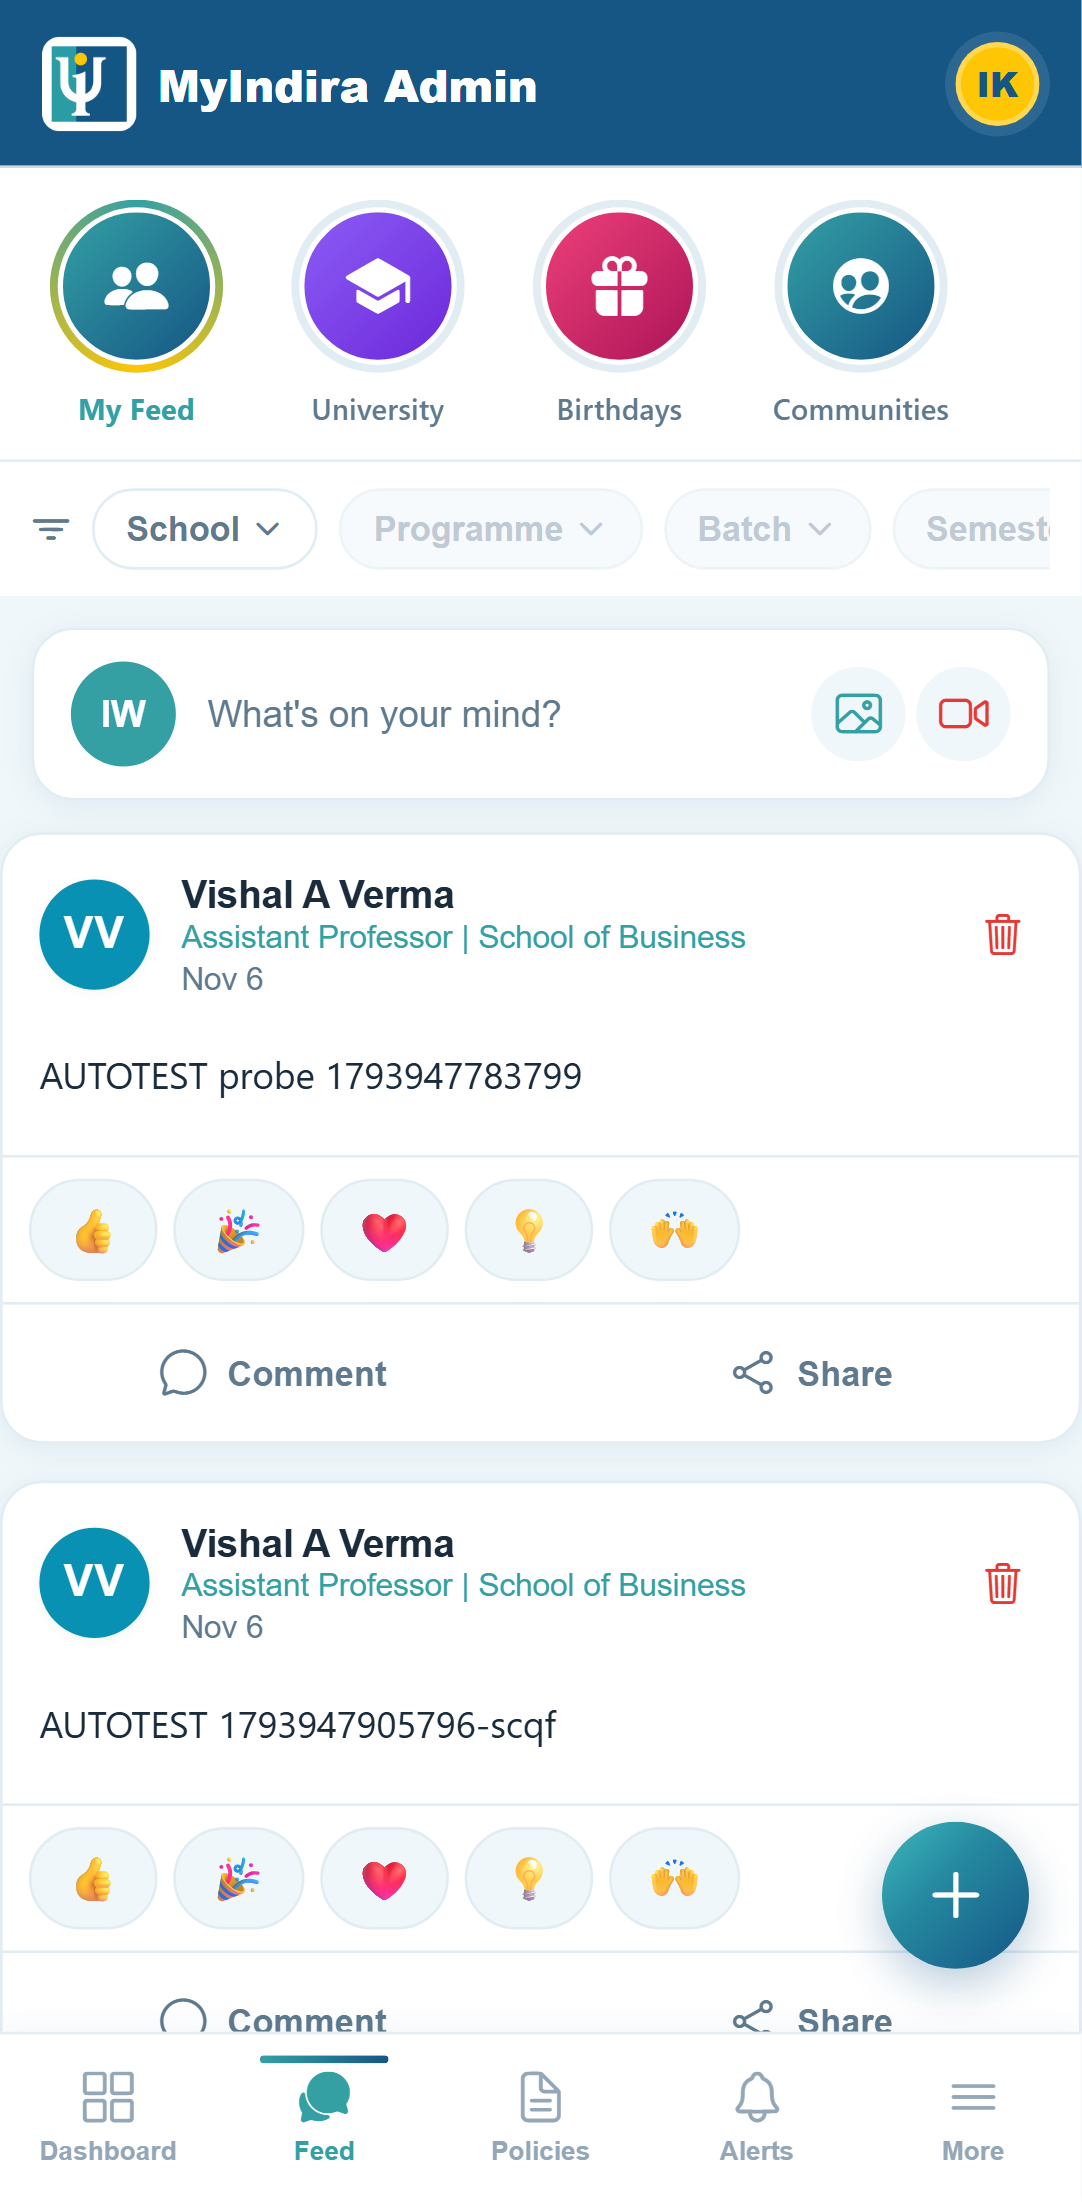 MyIndira Admin
IK
My Feed
University
Birthdays
Communities
School
Programme
Batch
Semest
IW
What's on your mind?
VV
Vishal A Verma
Assistant Professor | School of Business
Nov 6
AUTOTEST probe 1793947783799
Comment
Share
VV
Vishal A Verma
Assistant Professor | School of Business
Nov 6
AUTOTEST 1793947905796-scqf
Comment
Share
Dashboard
Feed
Policies
Alerts
More